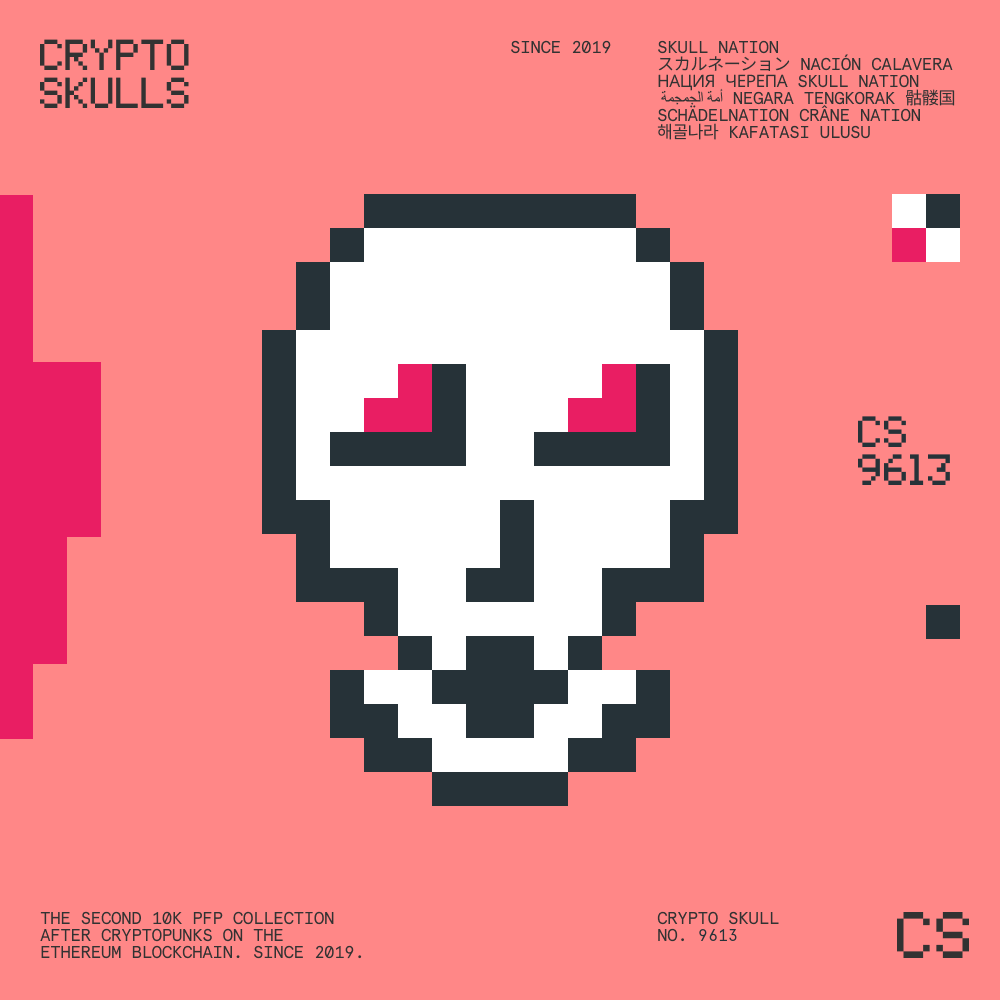 CRYPTO
SKULLS
SINCE 2019
SKULL NATION
スカルネーション NACIÓN CALAVERA
НАЦИЯ ЧЕРЕПА SKULL NATION
أمة الجمجمة NEGARA TENGKORAK 骷髅国
SCHÄDELNATION CRÂNE NATION
해골나라 KAFATASI ULUSU
CS
9613
THE SECOND 10K PFP COLLECTION
AFTER CRYPTOPUNKS ON THE
ETHEREUM BLOCKCHAIN. SINCE 2019.
CRYPTO SKULL
NO. 9613
CS